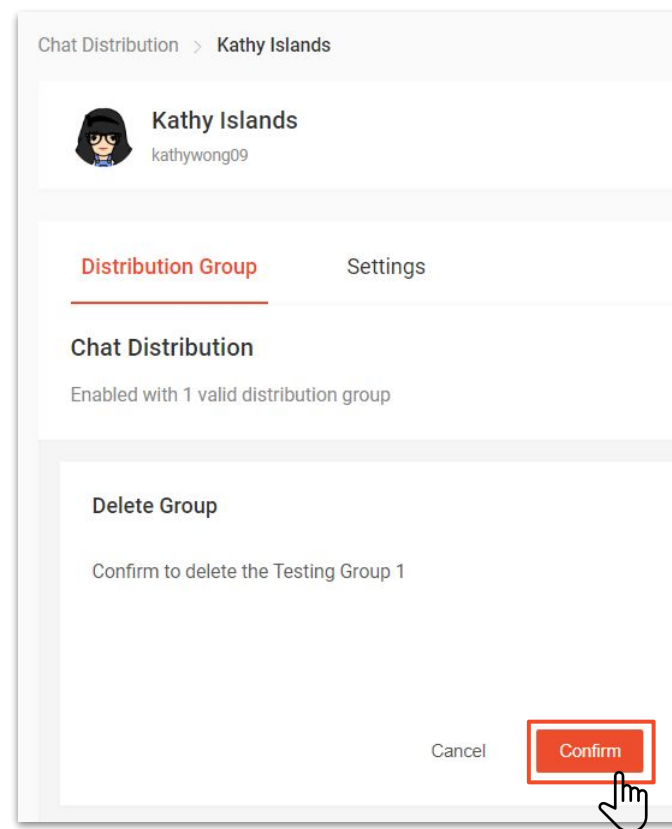 Chat Distribution > Kathy Islands
Kathy Islands
kathywong09
Distribution Group Settings
Chat Distribution
Enabled with 1 valid distribution group
Delete Group
Confirm to delete the Testing Group 1
Cancel Confirm